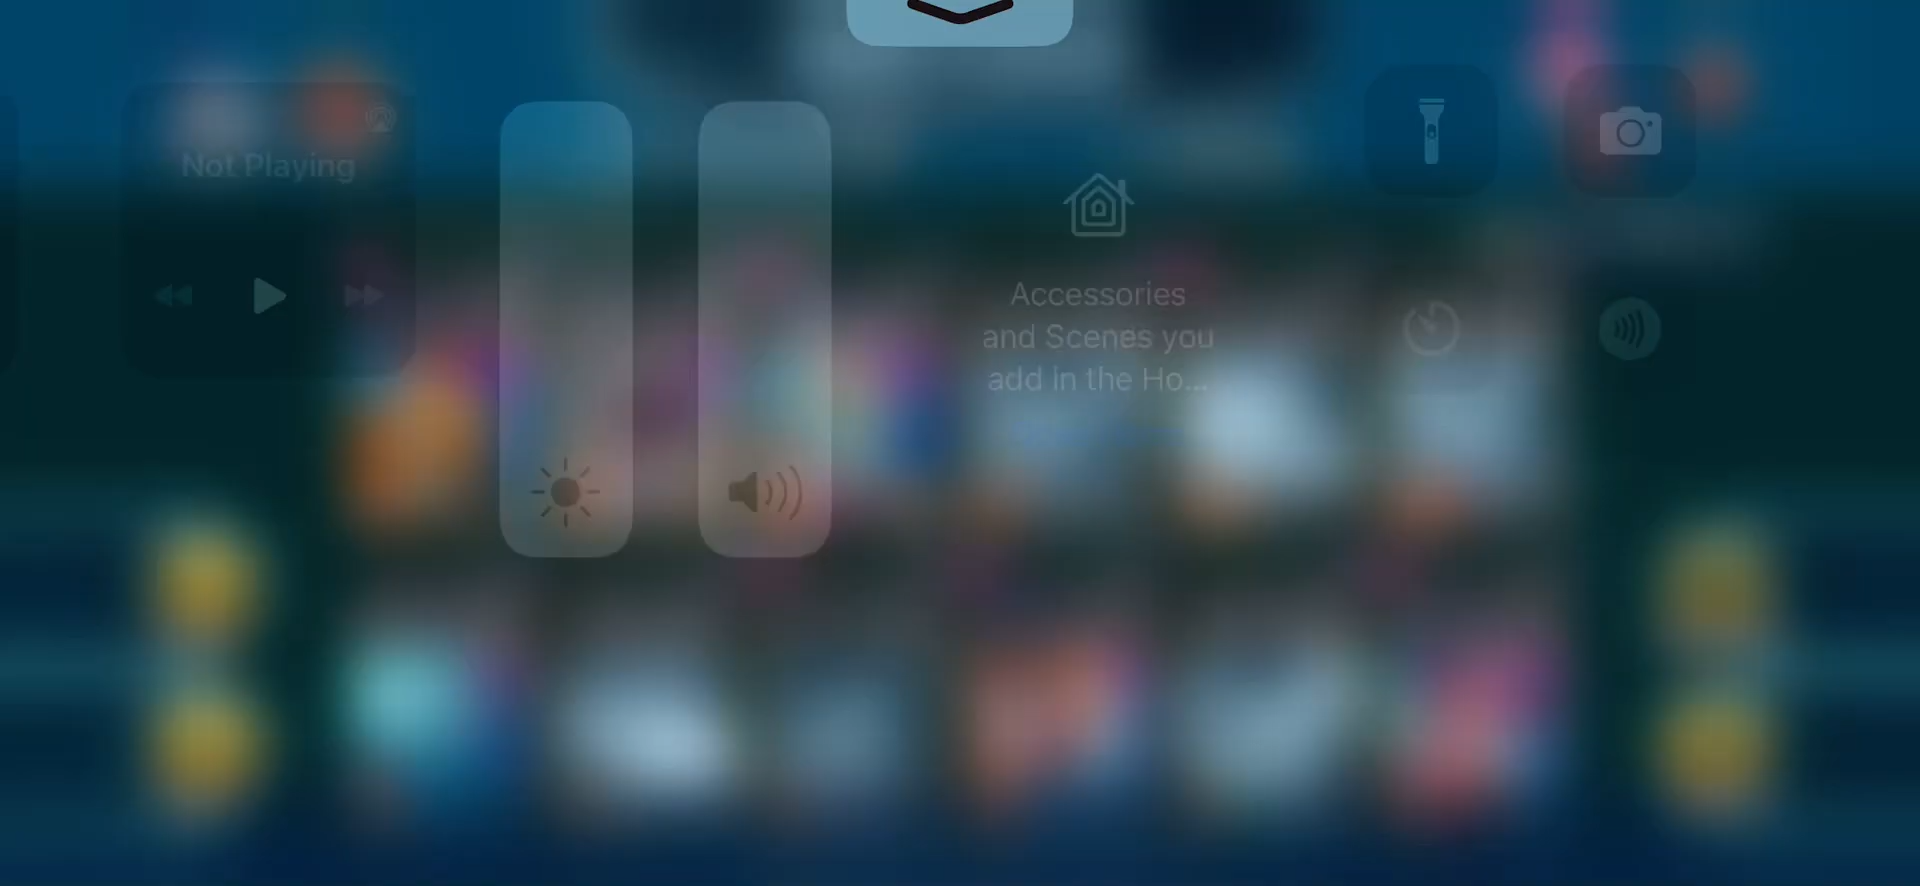 Not Playing
Accessories
and Scenes you
add in the Ho...